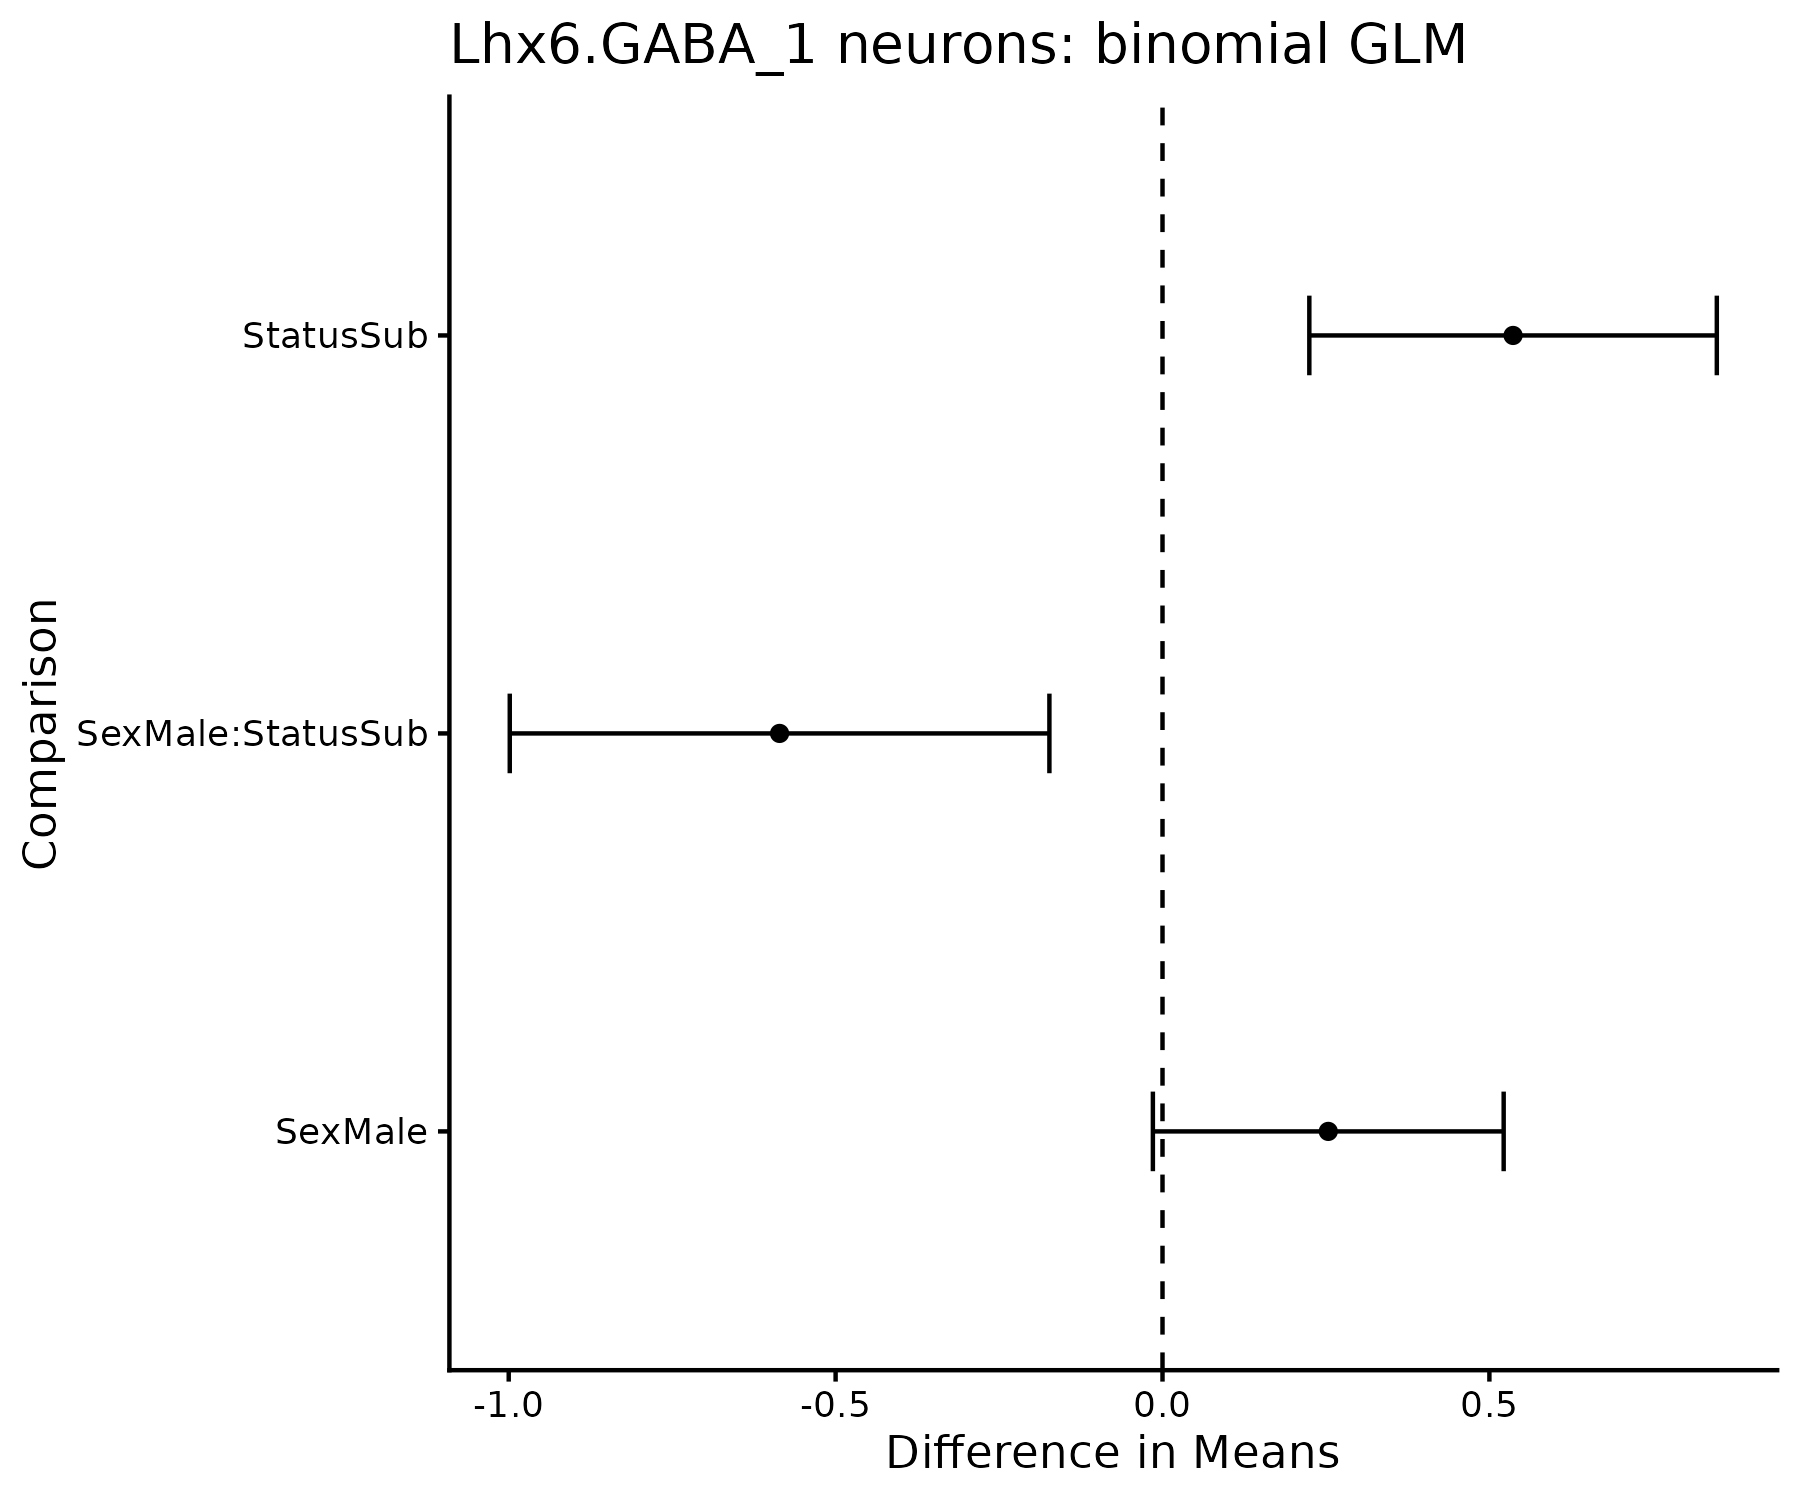 Lhx6.GABA_1 neurons: binomial GLM
StatusSub
SexMale:StatusSub
SexMale
Comparison
-1.0 -0.5 0.0 0.5
Difference in Means